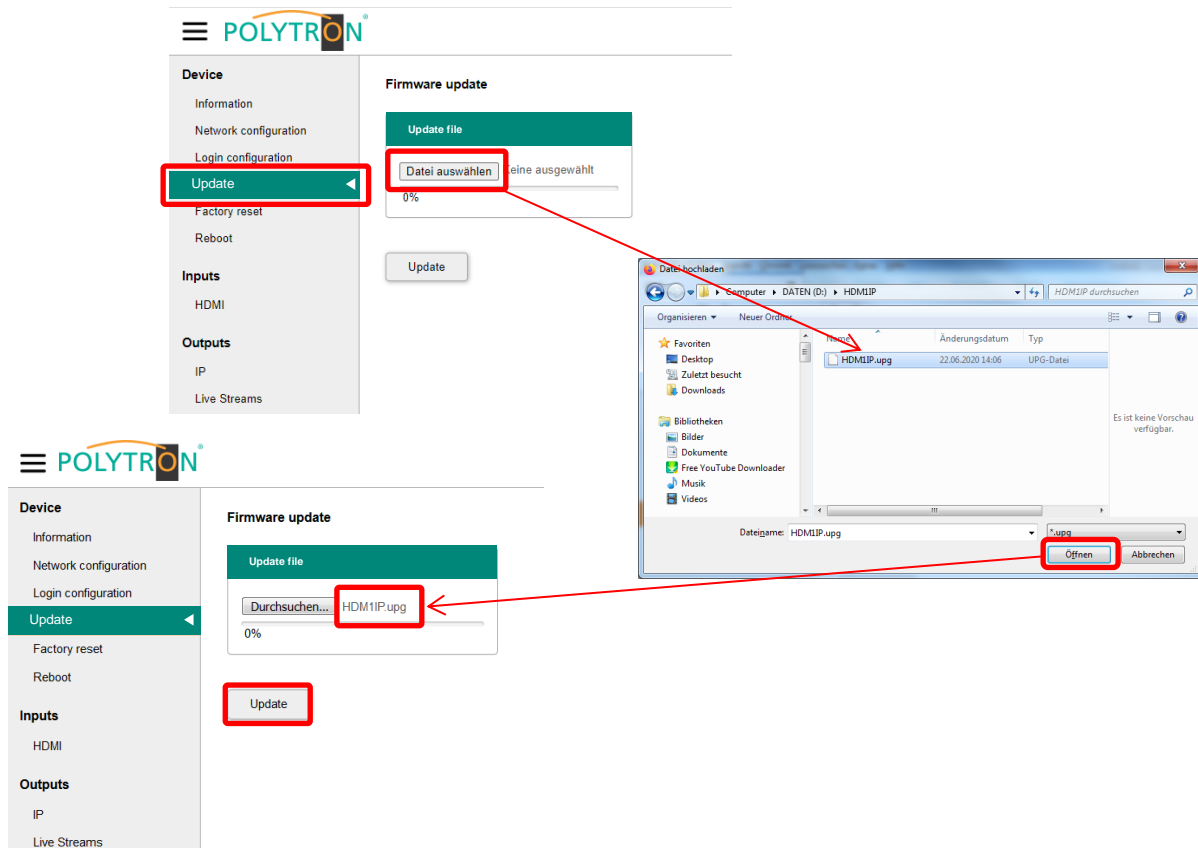 POLYTRON®
Device
Information
Network configuration
Login configuration
Update
Factory reset
Reboot
Inputs
HDMI
Outputs
IP
Live Streams
Firmware update
Update file
Datei auswählen Keine ausgewählt
0%
Update
Datei hochladen
Computer DATEN (D:) HDM1IP
HDM1IP durchsuchen
Organisieren Neuer Ordner
Favoriten
Desktop
Zuletzt besucht
Downloads
Bibliotheken
Bilder
Dokumente
Free YouTube Downloader
Musik
Videos
Name Änderungsdatum Typ
HDM1IP.upg 22.06.2020 14:06 UPG-Datei
Es ist keine Vorschau
verfügbar.
Dateiname: HDM1IP.upg *.upg
Öffnen Abbrechen
POLYTRON®
Device
Information
Network configuration
Login configuration
Update
Factory reset
Reboot
Inputs
HDMI
Outputs
IP
Live Streams
Firmware update
Update file
Durchsuchen... HDM1IP.upg
0%
Update